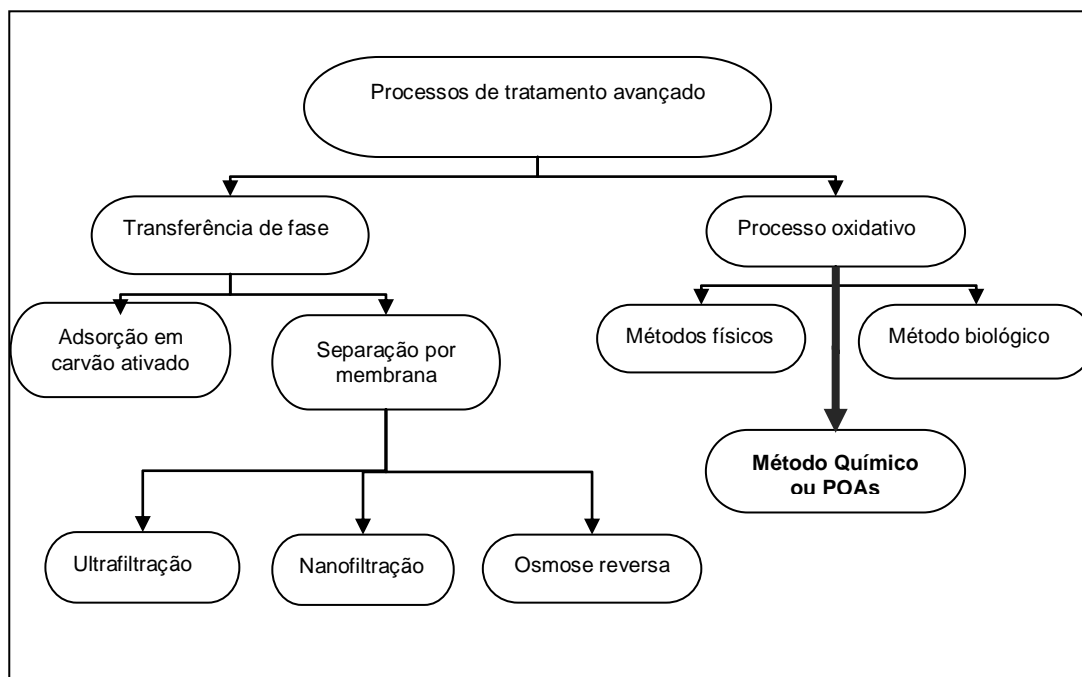 Processos de tratamento avançado
Transferência de fase
Processo oxidativo
Adsorção em
carvão ativado
Separação por
membrana
Métodos físicos
Método biológico
Método Químico
ou POAs
Ultrafiltração
Nanofiltração
Osmose reversa